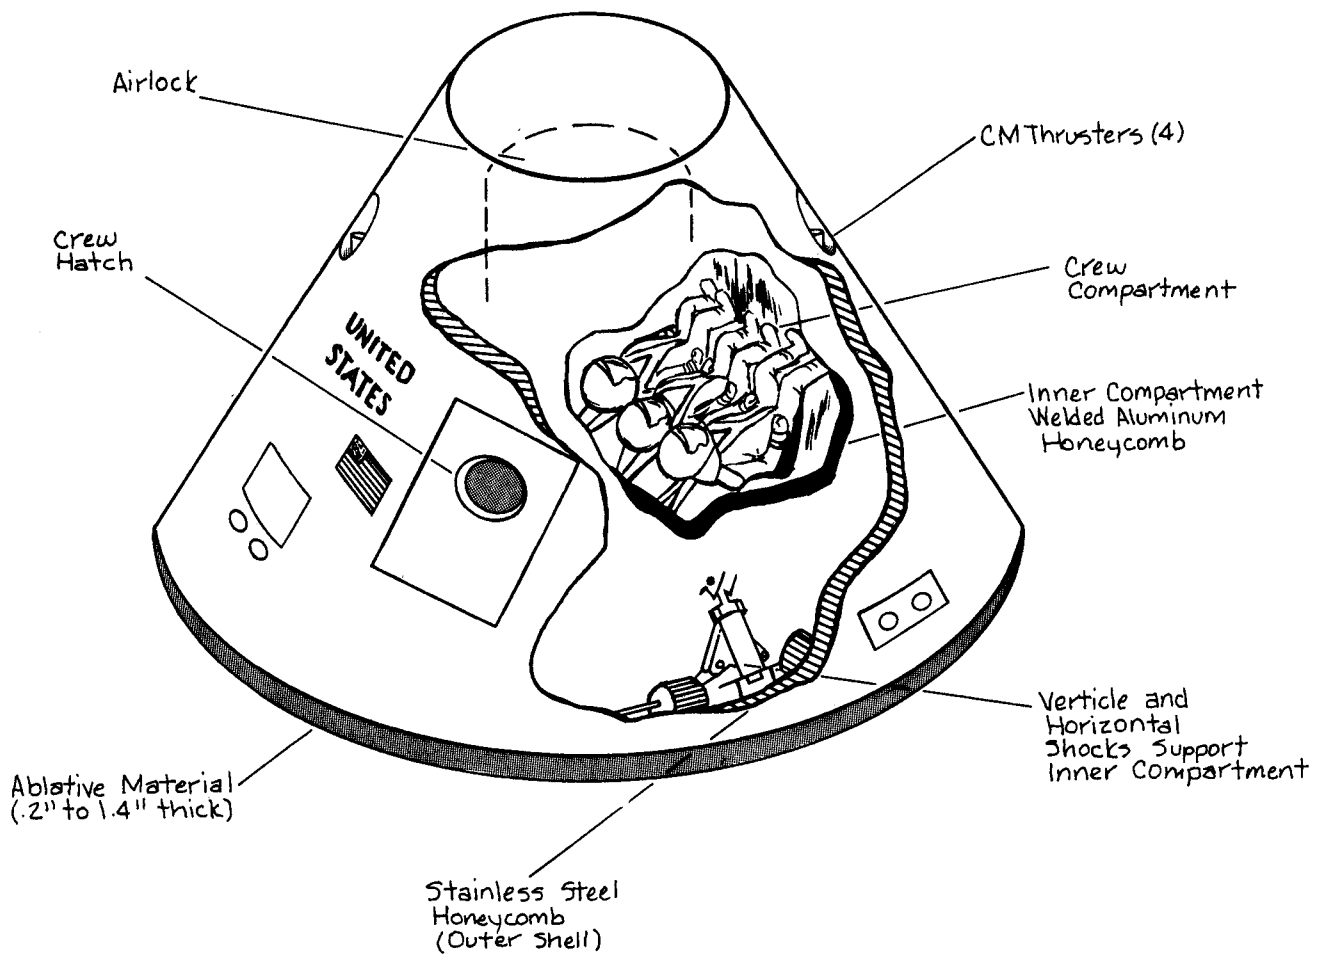 Airlock
CM Thrusters (4)
Crew
Hatch
Crew
Compartment
UNITED
STATES
Inner Compartment
Welded Aluminum
Honeycomb
Verticle and
Horizontal
Shocks Support
Inner Compartment
Ablative Material
(.2" to 1.4" thick)
Stainless Steel
Honeycomb
(Outer Shell)